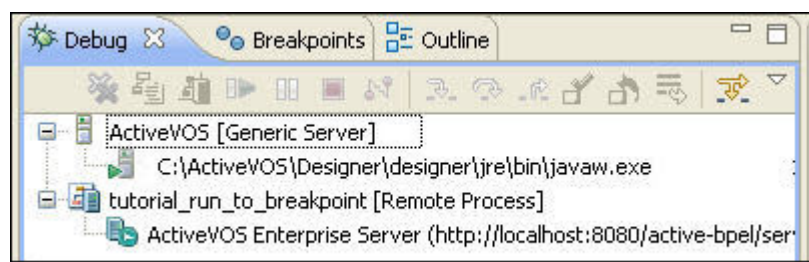 Debug Breakpoints Outline
ActiveVOS [Generic Server]
C:\ActiveVOS\Designer\designer\jre\bin\javaw.exe
tutorial_run_to_breakpoint [Remote Process]
ActiveVOS Enterprise Server (http://localhost:8080/active-bpel/ser